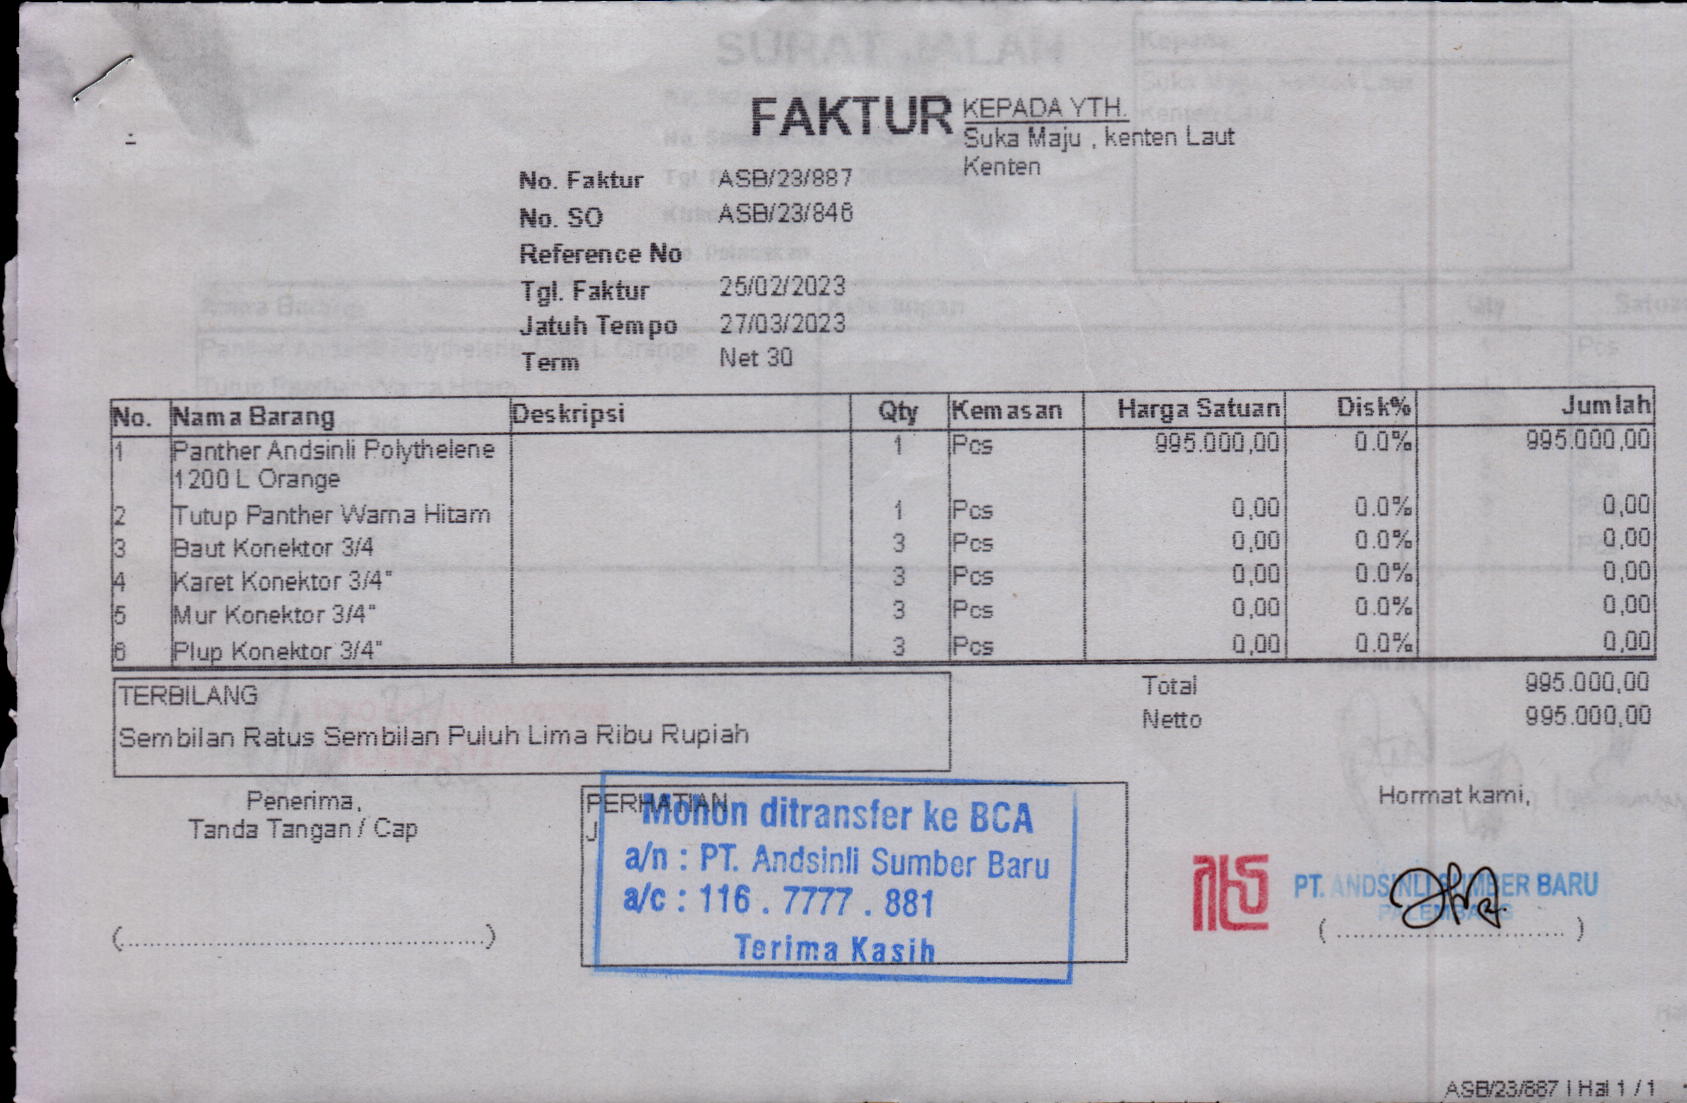 FAKTUR
KEPADA YTH.
Suka Maju , kenten Laut
Kenten
No. Faktur ASB/23/887
No. SO ASB/23/846
Reference No
Tgl. Faktur 25/02/2023
Jatuh Tempo 27/03/2023
Term Net 30
No. Nama Barang Deskripsi Qty Kemasan Harga Satuan Disk% Jumlah
1 Panther Andsinli Polythelene 1 Pcs 995.000,00 0.0% 995.000,00
1200 L Orange
2 Tutup Panther Warna Hitam 1 Pcs 0,00 0.0% 0,00
3 Baut Konektor 3/4 3 Pcs 0,00 0.0% 0,00
4 Karet Konektor 3/4" 3 Pcs 0,00 0.0% 0,00
5 Mur Konektor 3/4" 3 Pcs 0,00 0.0% 0,00
6 Plup Konektor 3/4" 3 Pcs 0,00 0.0% 0,00
TERBILANG
Sembilan Ratus Sembilan Puluh Lima Ribu Rupiah
Total 995.000,00
Netto 995.000,00
Penerima,
Tanda Tangan / Cap
(..............................................)
PERHATIAN
J
Mohon ditransfer ke BCA
a/n : PT. Andsinli Sumber Baru
a/c : 116 . 7777 . 881
Terima Kasih
Hormat kami,
PT. ANDSINLI SUMBER BARU
PALEMBANG
( .............................. )
ASB/23/887 | Hal 1 / 1